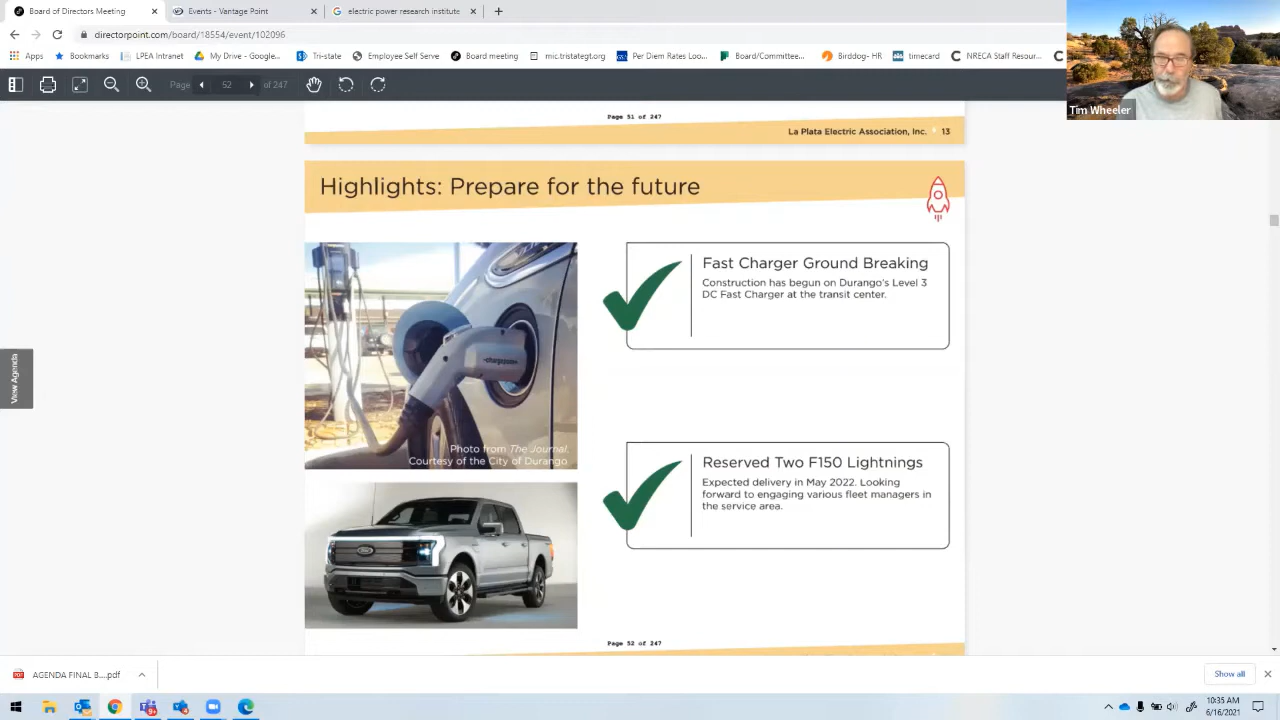 Board of Directors Meeting
Events - Vantage Point
electric power research institute
directorpoint.com/board/18554/event/102096
Apps
Bookmarks
LPEA Intranet
My Drive - Google...
Tri-state
Employee Self Serve
Board meeting
mic.tristategt.org
Per Diem Rates Loo...
Board/Committee...
Birddog- HR
timecard
NRECA Staff Resour...
Page 52 of 247
Tim Wheeler
Page 51 of 247
La Plata Electric Association, Inc. 13
Highlights: Prepare for the future
Fast Charger Ground Breaking
Construction has begun on Durango's Level 3
DC Fast Charger at the transit center.
-chargepoin+
Photo from The Journal.
Courtesy of the City of Durango
View Agenda
Reserved Two F150 Lightnings
Expected delivery in May 2022. Looking
forward to engaging various fleet managers in
the service area.
Page 52 of 247
AGENDA FINAL B....pdf
Show all
10:35 AM
6/16/2021